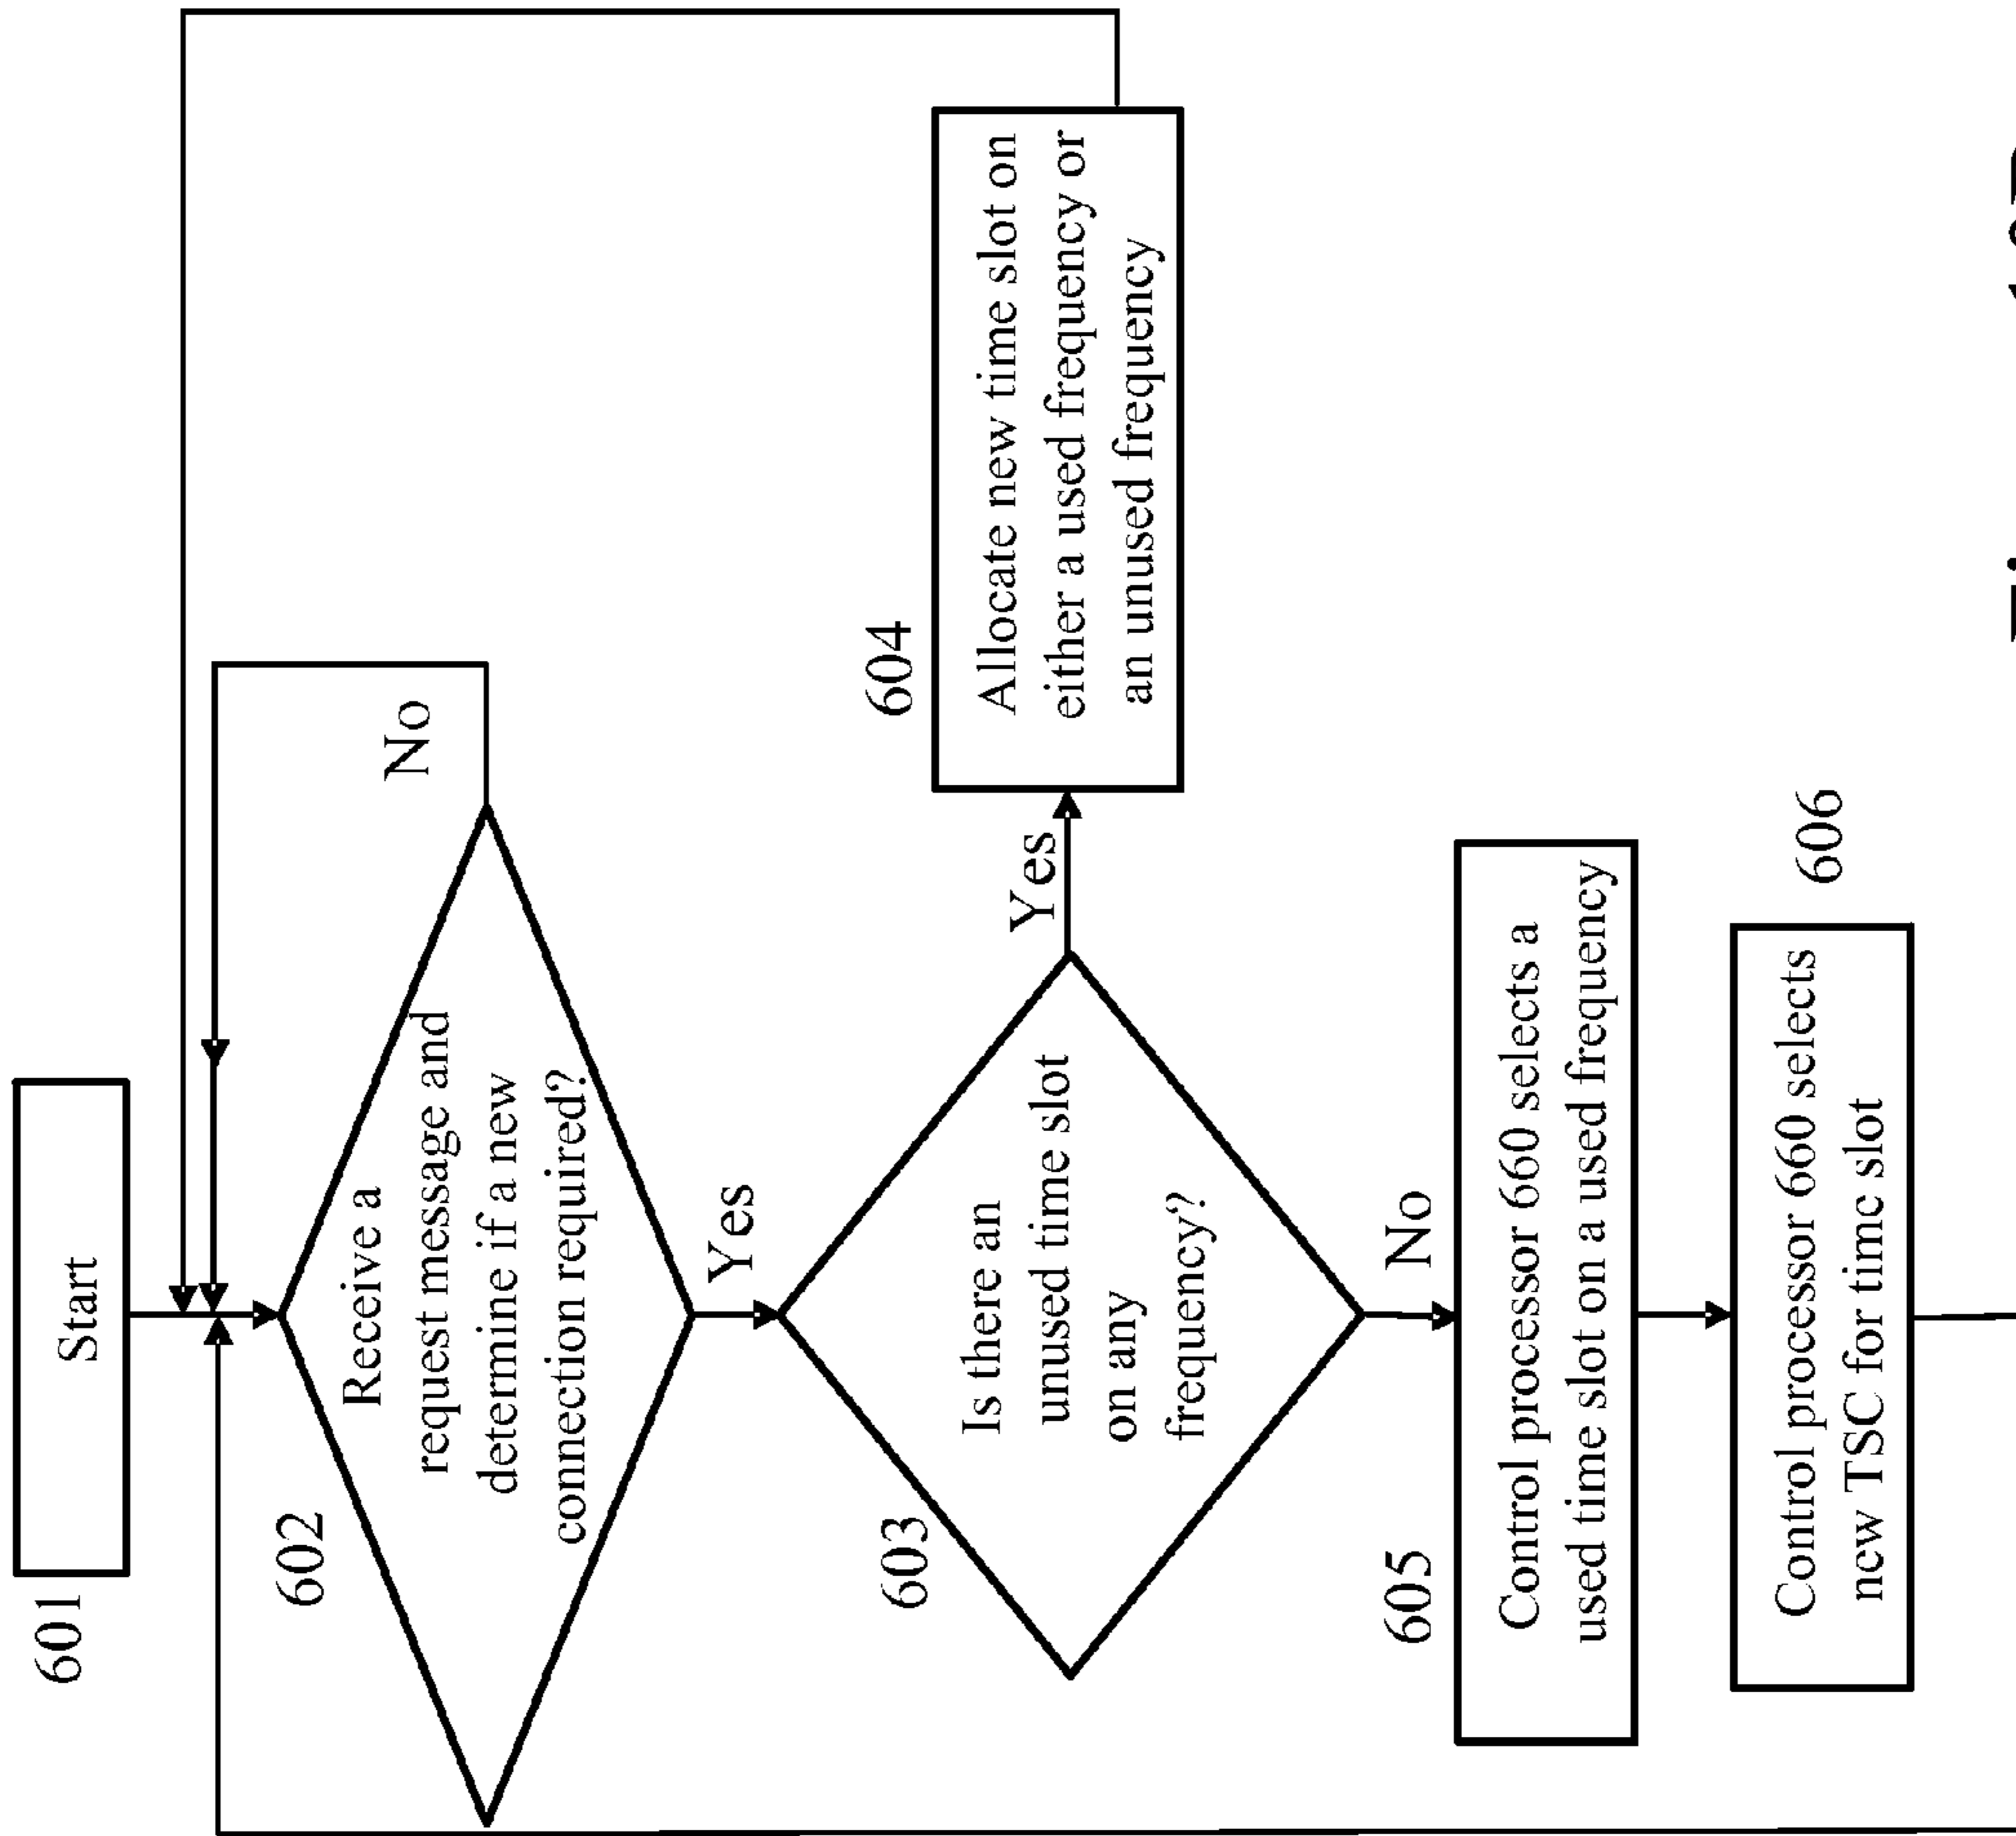 601
Start
602
Receive a
request message and
determine if a new
connection required?
No
Yes
603
Is there an
unused time slot
on any
frequency?
Yes
604
Allocate new time slot on
either a used frequency or
an unused frequency
No
605
Control processor 660 selects a
used time slot on a used frequency
606
Control processor 660 selects
new TSC for time slot